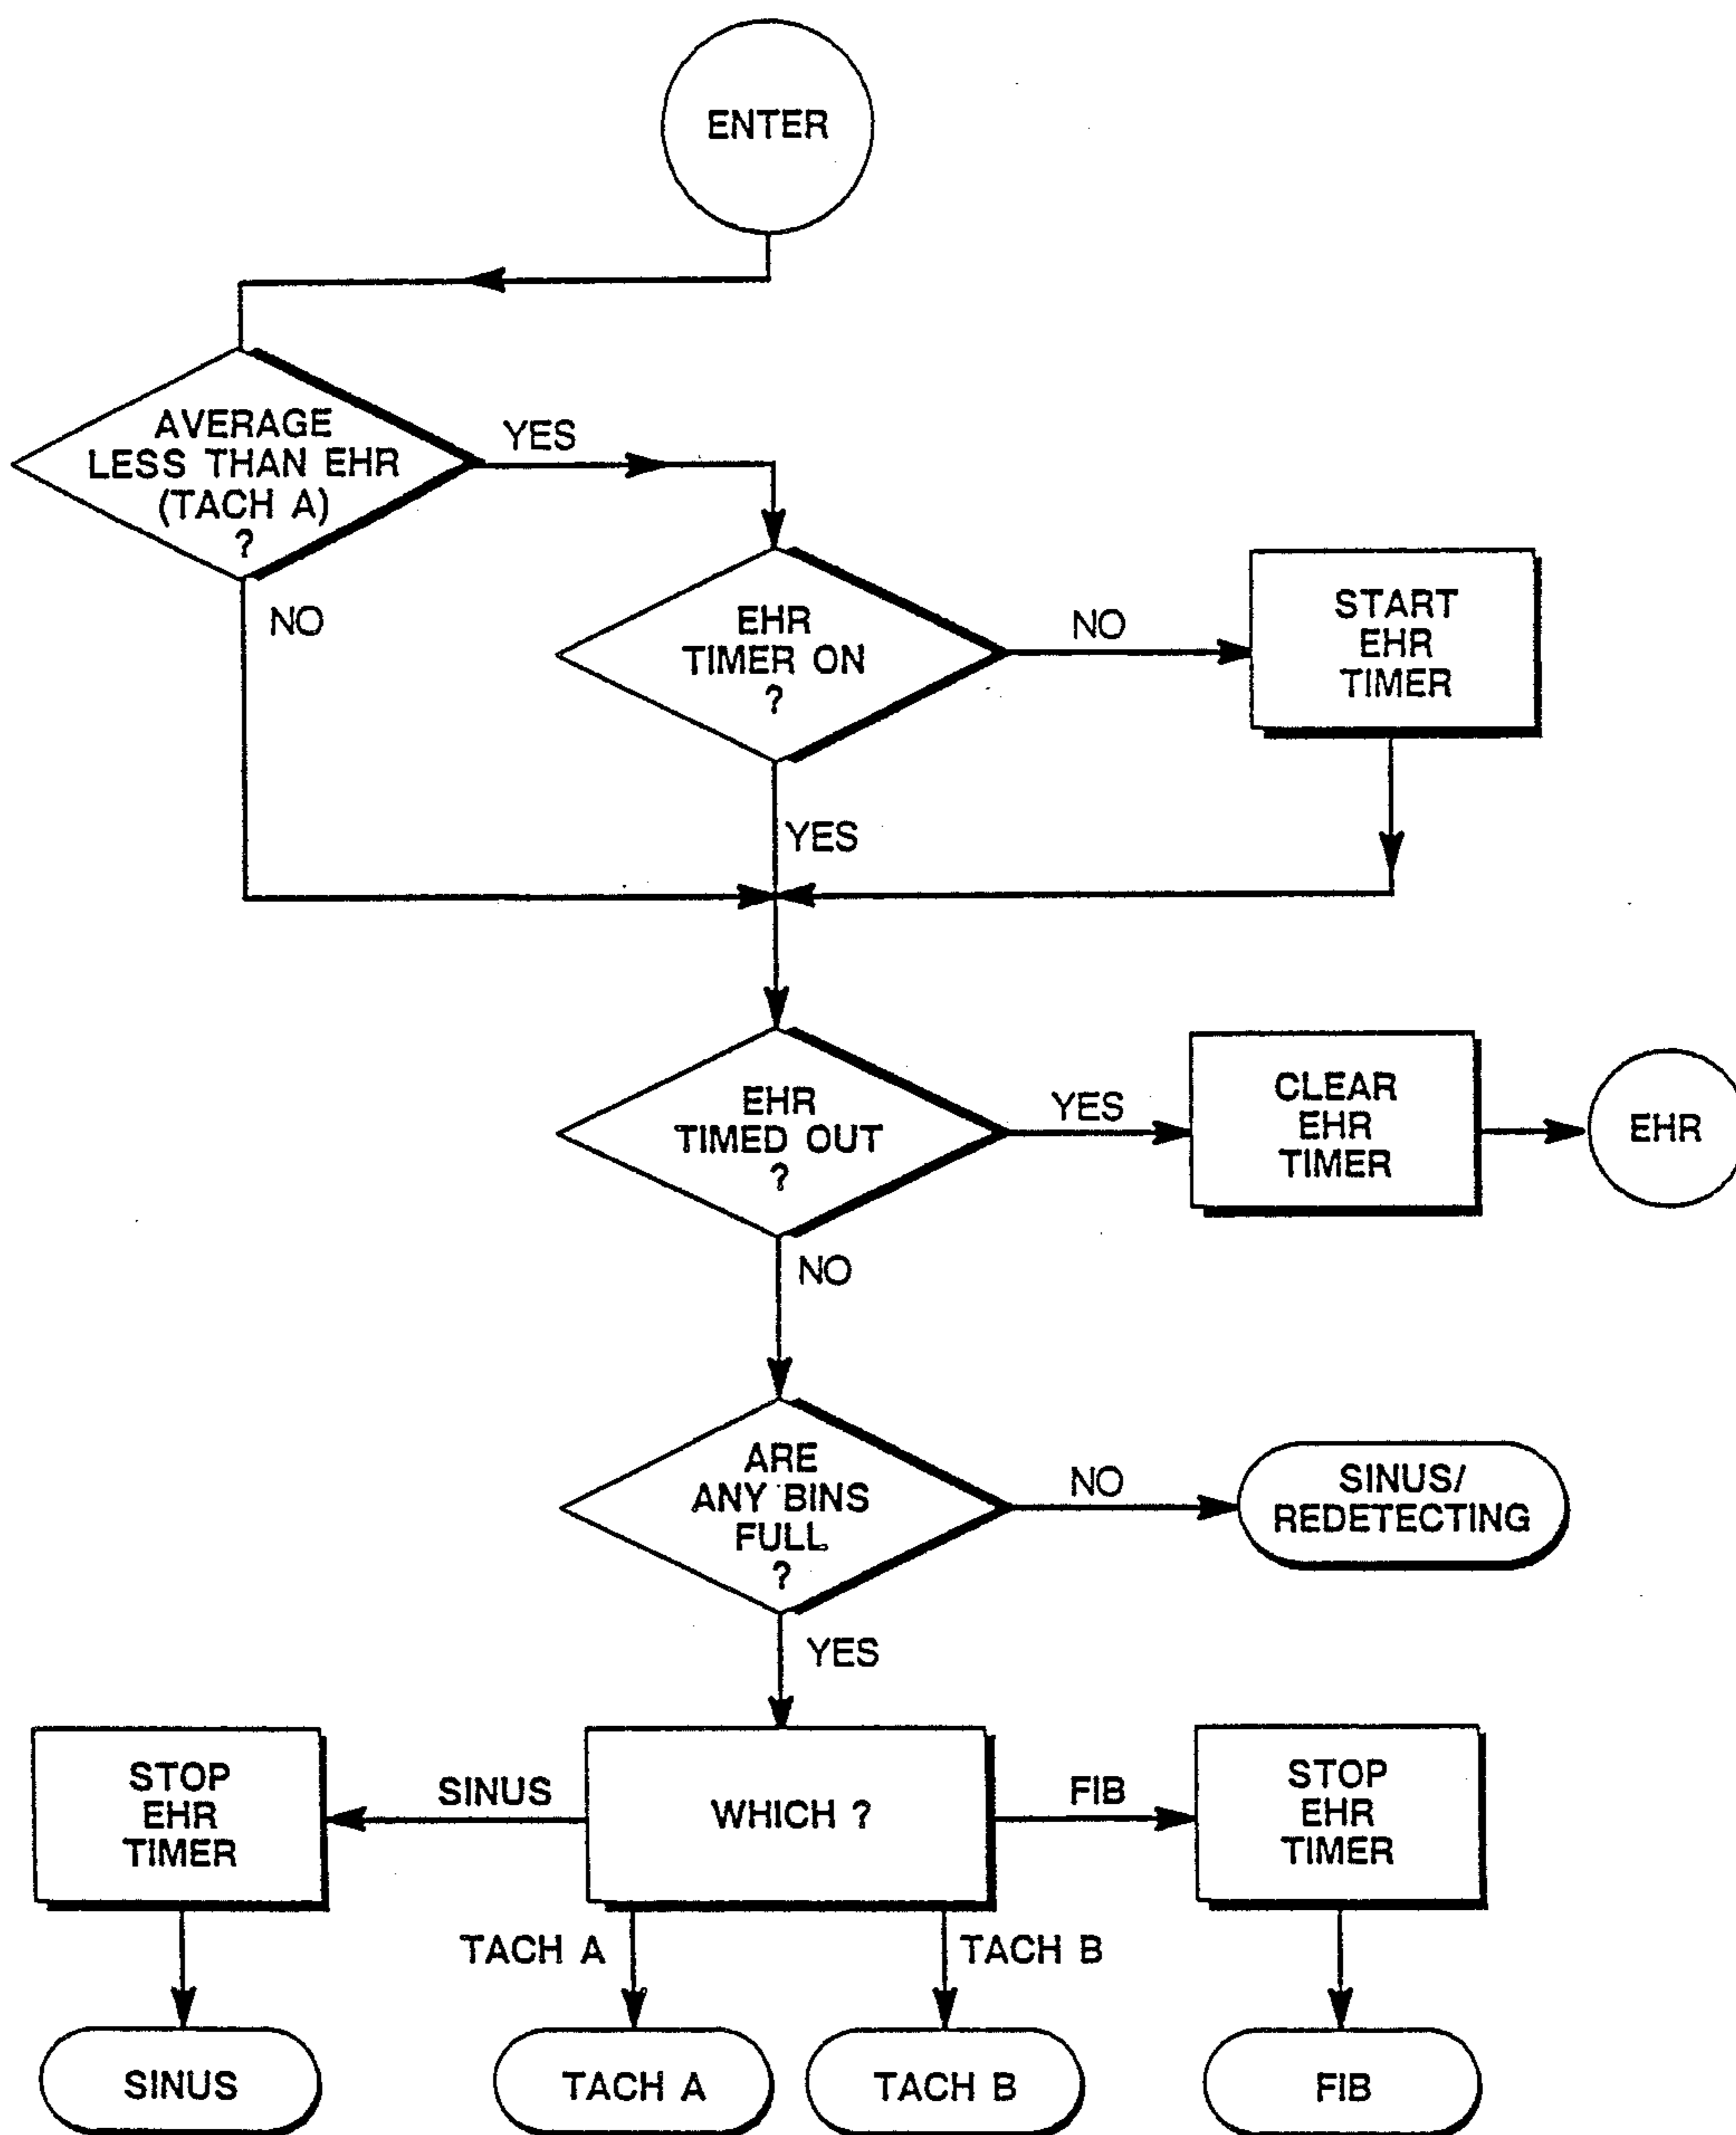 ENTER
AVERAGE
LESS THAN EHR
(TACH A)
?
YES
NO
EHR
TIMER ON
?
NO
START
EHR
TIMER
YES
EHR
TIMED OUT
?
YES
CLEAR
EHR
TIMER
EHR
NO
ARE
ANY BINS
FULL
?
NO
SINUS/
REDETECTING
YES
STOP
EHR
TIMER
SINUS
WHICH ?
FIB
STOP
EHR
TIMER
TACH A
TACH B
SINUS
TACH A
TACH B
FIB